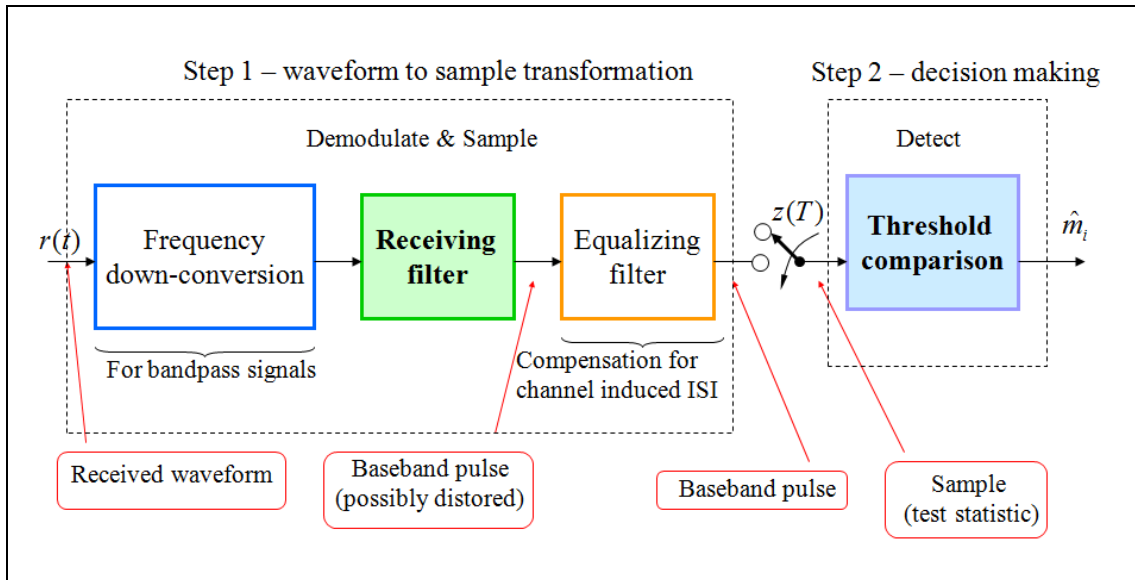 Step 1 – waveform to sample transformation
Step 2 – decision making
Demodulate & Sample
Detect
r(t)
Frequency
down-conversion
Receiving
filter
Equalizing
filter
z(T)
Threshold
comparison
m̂ᵢ
For bandpass signals
Compensation for
channel induced ISI
Received waveform
Baseband pulse
(possibly distored)
Baseband pulse
Sample
(test statistic)